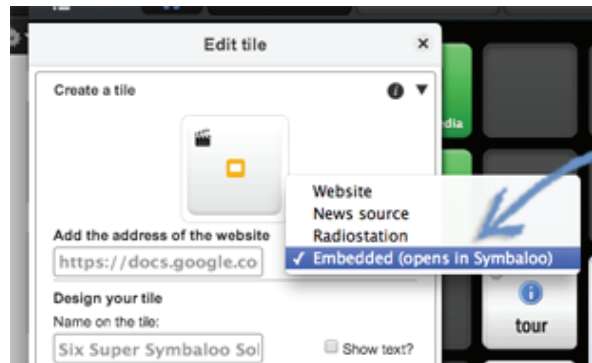 Edit tile
Create a tile
dia
Website
News source
Radiostation
✓ Embedded (opens in Symbaloo)
Add the address of the website
https://docs.google.co
Design your tile
Name on the tile:
Six Super Symbaloo Sol
Show text?
tour